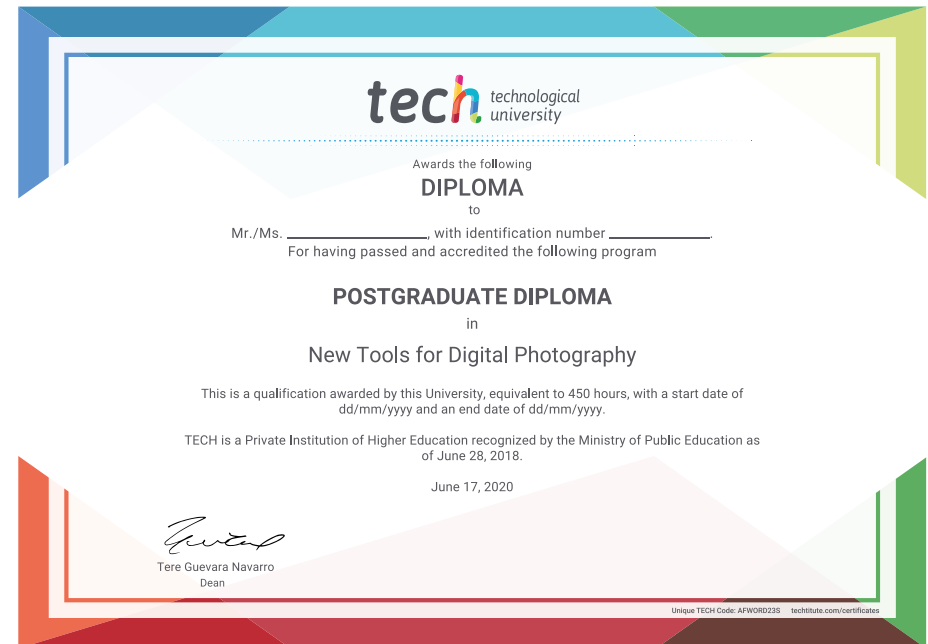 tech technological
university
Awards the following
DIPLOMA
to
Mr./Ms. ____________________, with identification number ______________.
For having passed and accredited the following program
POSTGRADUATE DIPLOMA
in
New Tools for Digital Photography
This is a qualification awarded by this University, equivalent to 450 hours, with a start date of
dd/mm/yyyy and an end date of dd/mm/yyyy.
TECH is a Private Institution of Higher Education recognized by the Ministry of Public Education as
of June 28, 2018.
June 17, 2020
Tere Guevara Navarro
Dean
Unique TECH Code: AFWORD23S techtitute.com/certificates